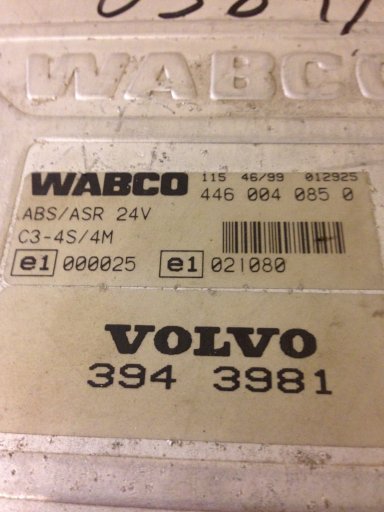 WABCO
WABCO 115 46/99 012925
446 004 085 0
ABS/ASR 24V
C3-4S/4M
e1 000025 e1 021080
VOLVO
394 3981